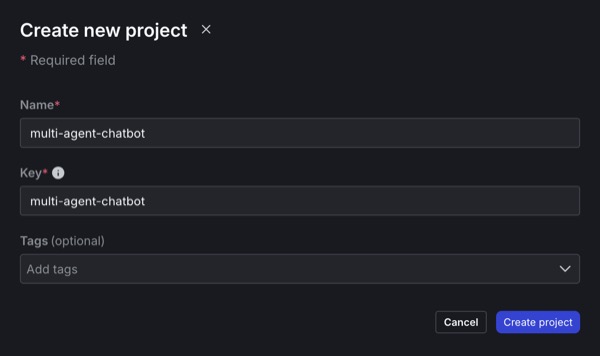 Create new project
* Required field
Name*
multi-agent-chatbot
Key*
multi-agent-chatbot
Tags (optional)
Add tags
Cancel Create project